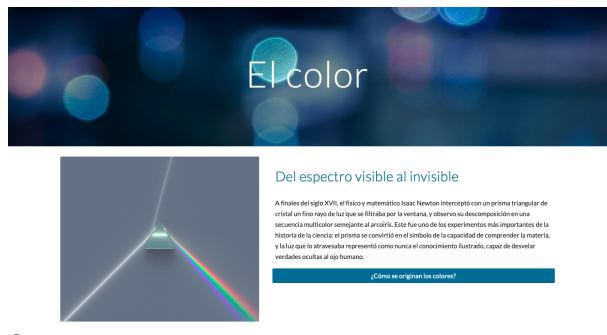 El color
Del espectro visible al invisible
A finales del siglo XVII, el físico y matemático Isaac Newton interceptó con un prisma triangular de
cristal un fino rayo de luz que se filtraba por la ventana, y observo su descomposición en una
secuencia multicolor semejante al arcoíris. Este fue uno de los experimentos más importantes de la
historia de la ciencia: el prisma se convirtió en el símbolo de la capacidad de comprender la materia,
y la luz que lo atravesaba representó como nunca el conocimiento ilustrado, capaz de desvelar
verdades ocultas al ojo humano.
¿Cómo se originan los colores?